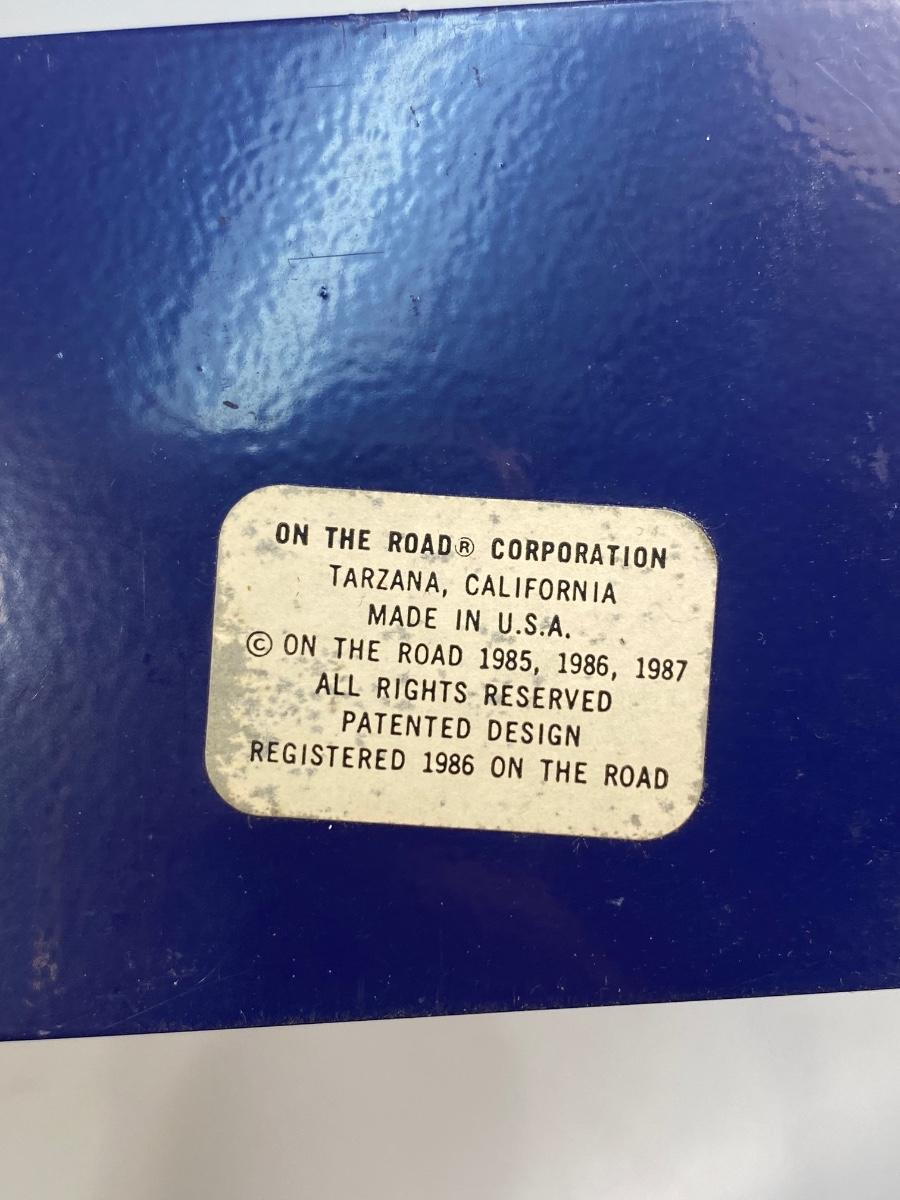 ON THE ROAD® CORPORATION
TARZANA, CALIFORNIA
MADE IN U.S.A.
© ON THE ROAD 1985, 1986, 1987
ALL RIGHTS RESERVED
PATENTED DESIGN
REGISTERED 1986 ON THE ROAD